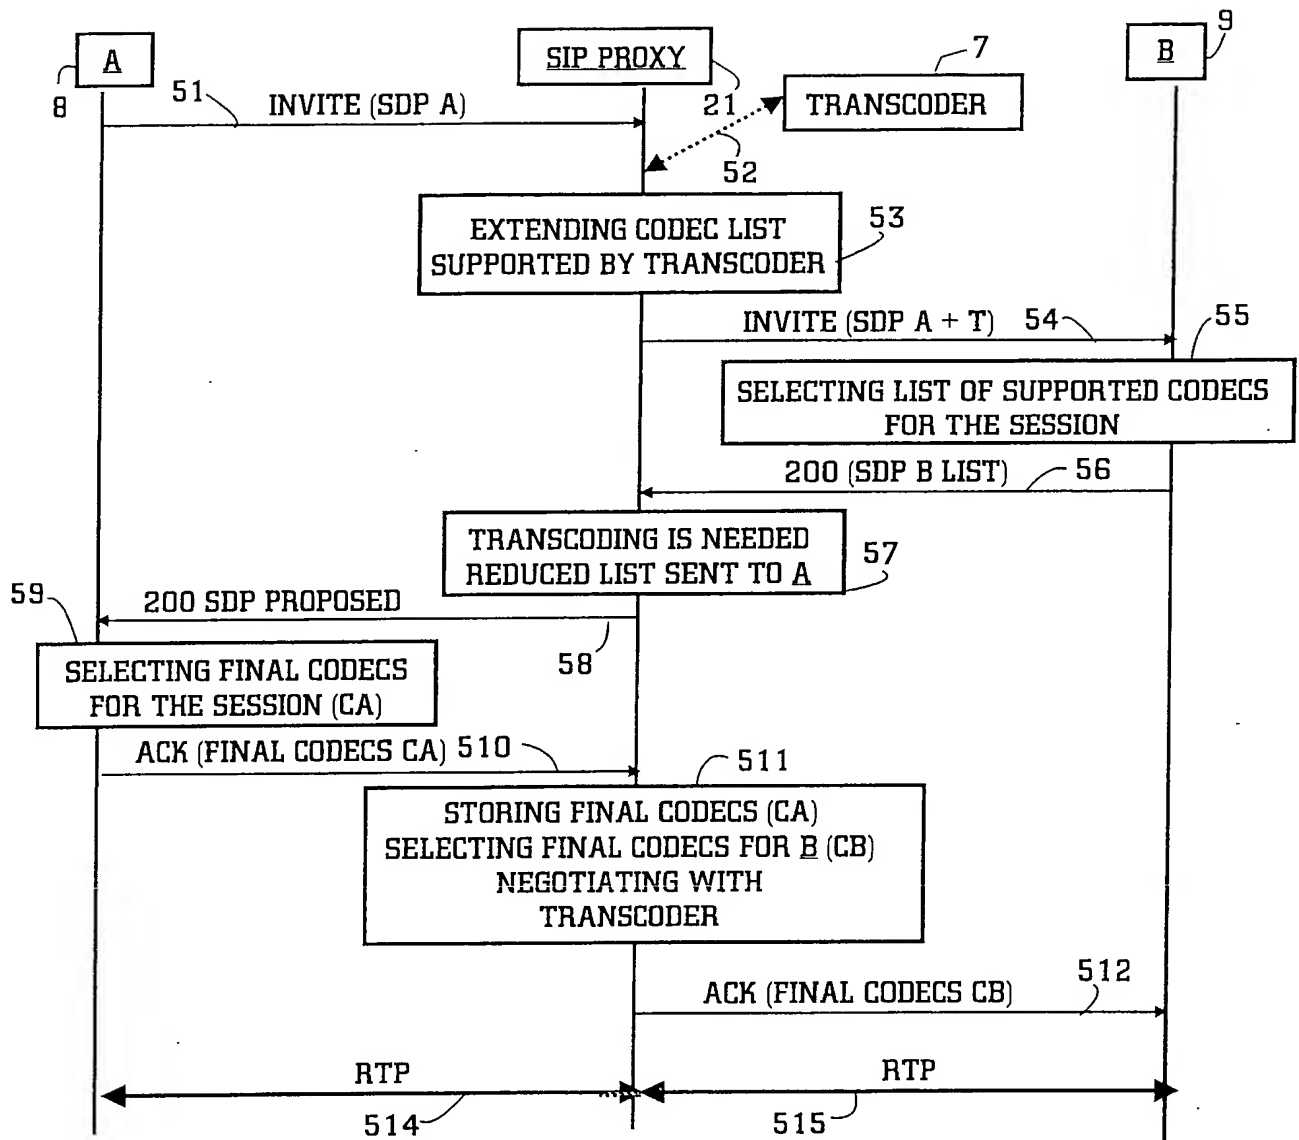 A
8
SIP PROXY
21
7
TRANSCODER
B
9
51
INVITE (SDP A)
52
EXTENDING CODEC LIST
SUPPORTED BY TRANSCODER
53
INVITE (SDP A + T)
54
55
SELECTING LIST OF SUPPORTED CODECS
FOR THE SESSION
200 (SDP B LIST)
56
TRANSCODING IS NEEDED
REDUCED LIST SENT TO A
57
59
200 SDP PROPOSED
58
SELECTING FINAL CODECS
FOR THE SESSION (CA)
ACK (FINAL CODECS CA)
510
511
STORING FINAL CODECS (CA)
SELECTING FINAL CODECS FOR B (CB)
NEGOTIATING WITH
TRANSCODER
ACK (FINAL CODECS CB)
512
RTP
514
RTP
515